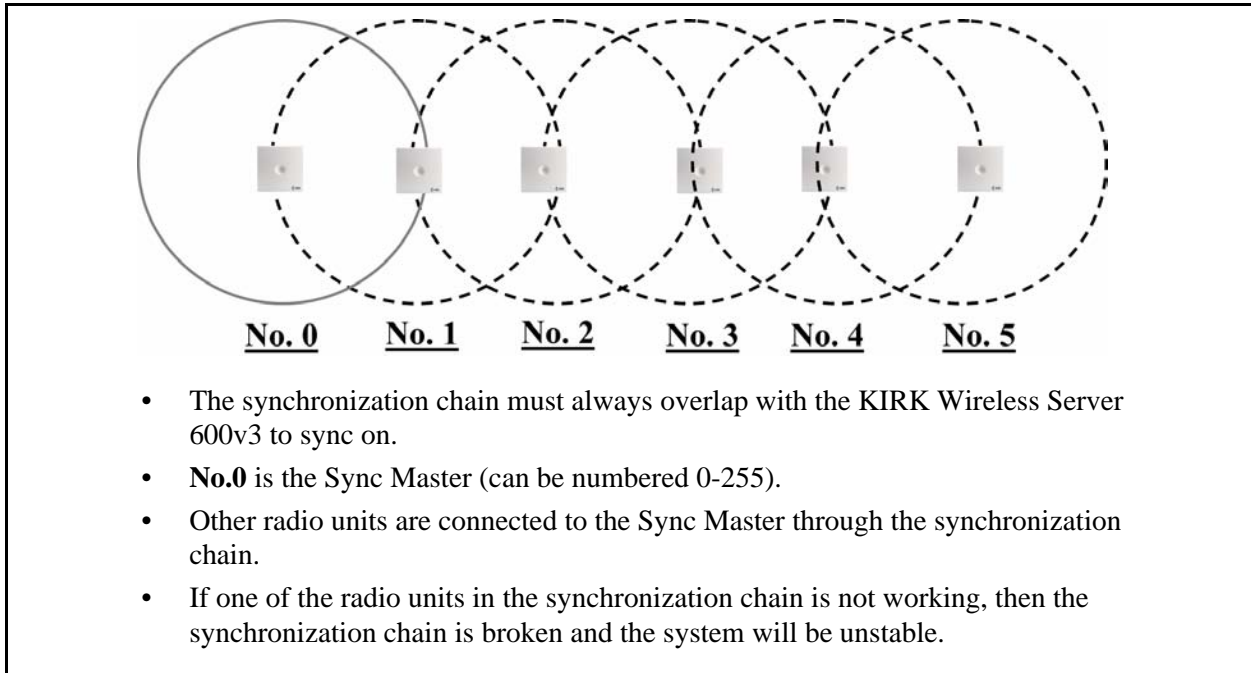 No. 0 No. 1 No. 2 No. 3 No. 4 No. 5
• The synchronization chain must always overlap with the KIRK Wireless Server
600v3 to sync on.
• No.0 is the Sync Master (can be numbered 0-255).
• Other radio units are connected to the Sync Master through the synchronization
chain.
• If one of the radio units in the synchronization chain is not working, then the
synchronization chain is broken and the system will be unstable.